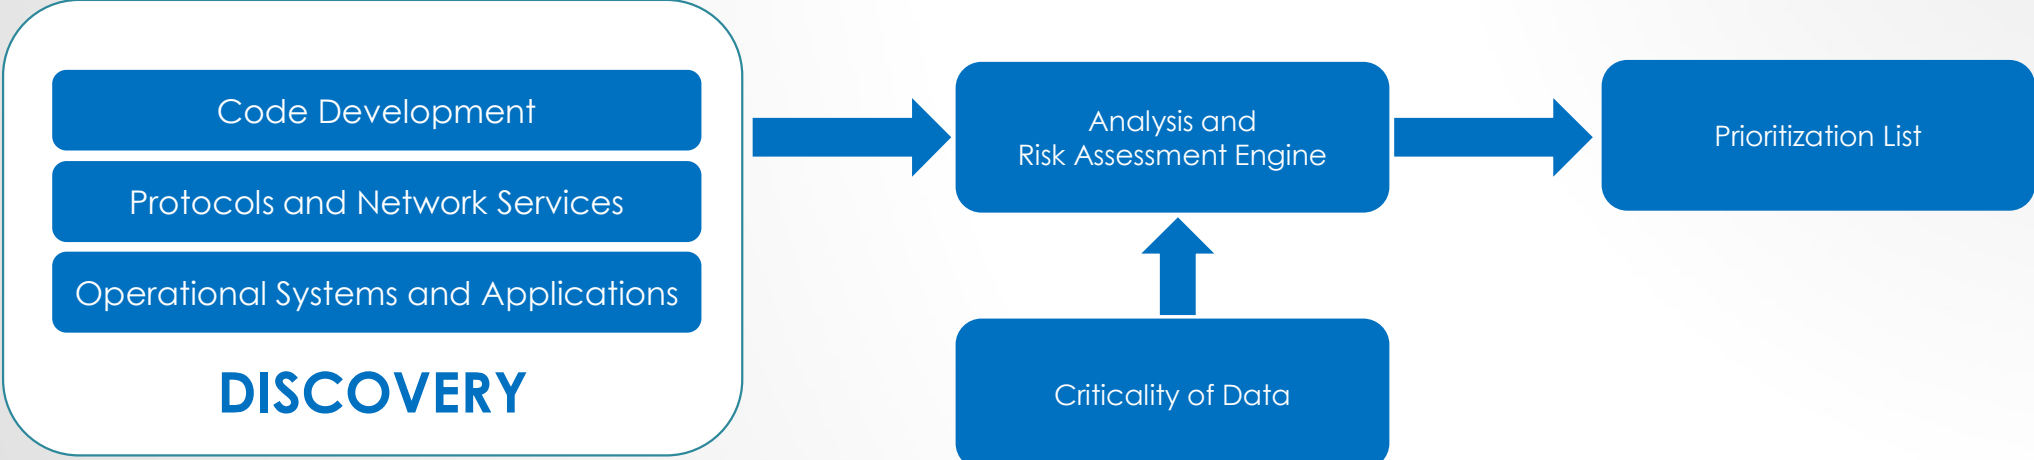 Code Development
Protocols and Network Services
Operational Systems and Applications
DISCOVERY
Analysis and
Risk Assessment Engine
Criticality of Data
Prioritization List